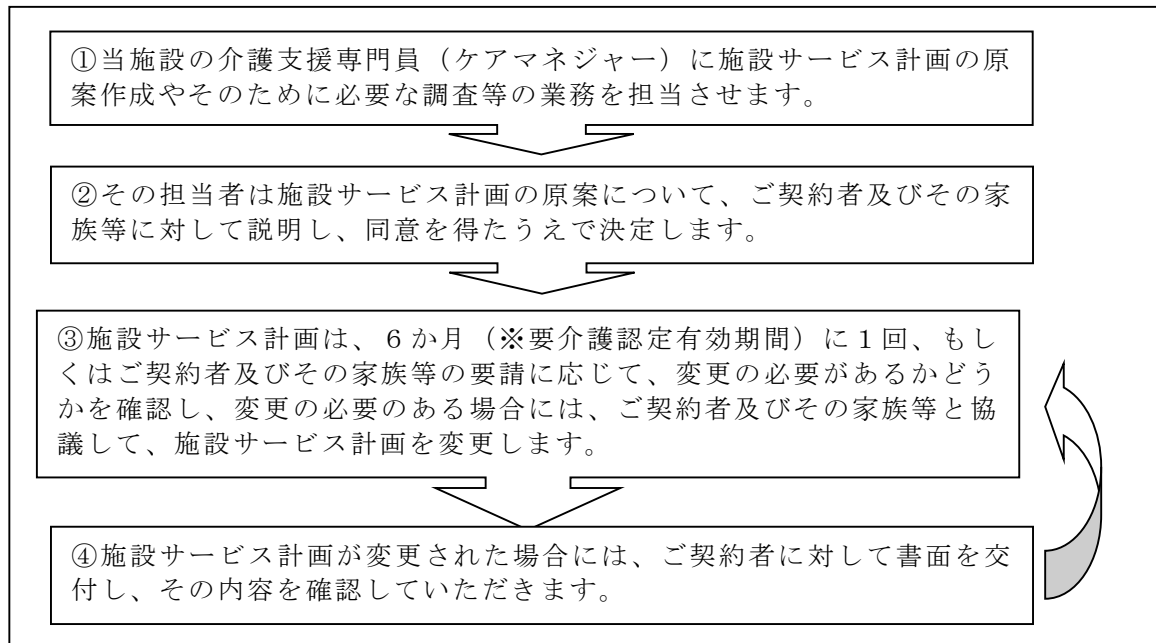 ①当施設の介護支援専門員（ケアマネジャー）に施設サービス計画の原
案作成やそのために必要な調査等の業務を担当させます。
②その担当者は施設サービス計画の原案について、ご契約者及びその家
族等に対して説明し、同意を得たうえで決定します。
③施設サービス計画は、６か月（※要介護認定有効期間）に１回、もし
くはご契約者及びその家族等の要請に応じて、変更の必要があるかどう
かを確認し、変更の必要のある場合には、ご契約者及びその家族等と協
議して、施設サービス計画を変更します。
④施設サービス計画が変更された場合には、ご契約者に対して書面を交
付し、その内容を確認していただきます。